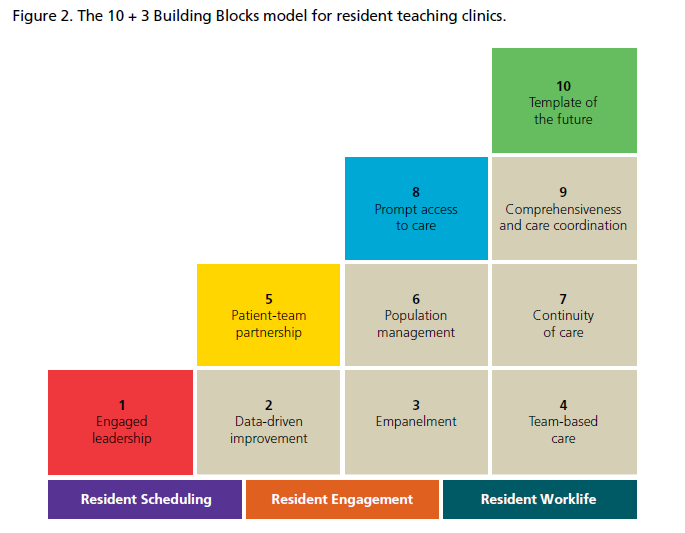 Figure 2. The 10 + 3 Building Blocks model for resident teaching clinics.
10
Template of
the future
8
Prompt access
to care
9
Comprehensiveness
and care coordination
5
Patient-team
partnership
6
Population
management
7
Continuity
of care
1
Engaged
leadership
2
Data-driven
improvement
3
Empanelment
4
Team-based
care
Resident Scheduling
Resident Engagement
Resident Worklife